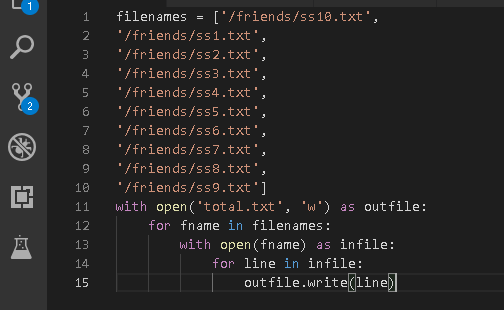 1
1 filenames = ['/friends/ss10.txt',
2 '/friends/ss1.txt',
3 '/friends/ss2.txt',
4 '/friends/ss3.txt',
2
5 '/friends/ss4.txt',
6 '/friends/ss5.txt',
7 '/friends/ss6.txt',
8 '/friends/ss7.txt',
9 '/friends/ss8.txt',
10 '/friends/ss9.txt']
11 with open('total.txt', 'w') as outfile:
12     for fname in filenames:
13         with open(fname) as infile:
14             for line in infile:
15                 outfile.write(line)